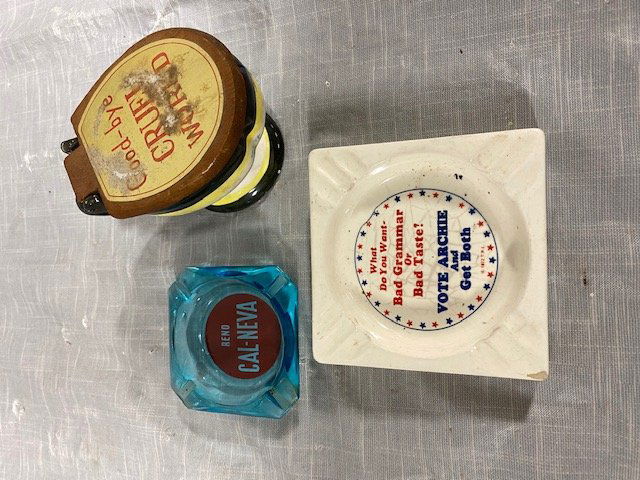 Good-bye
CRUEL
WORLD
RENO
CAL-NEVA
What
Do You Want-
Bad Grammar
Or
Bad Taste?
VOTE ARCHIE
And
Get Both